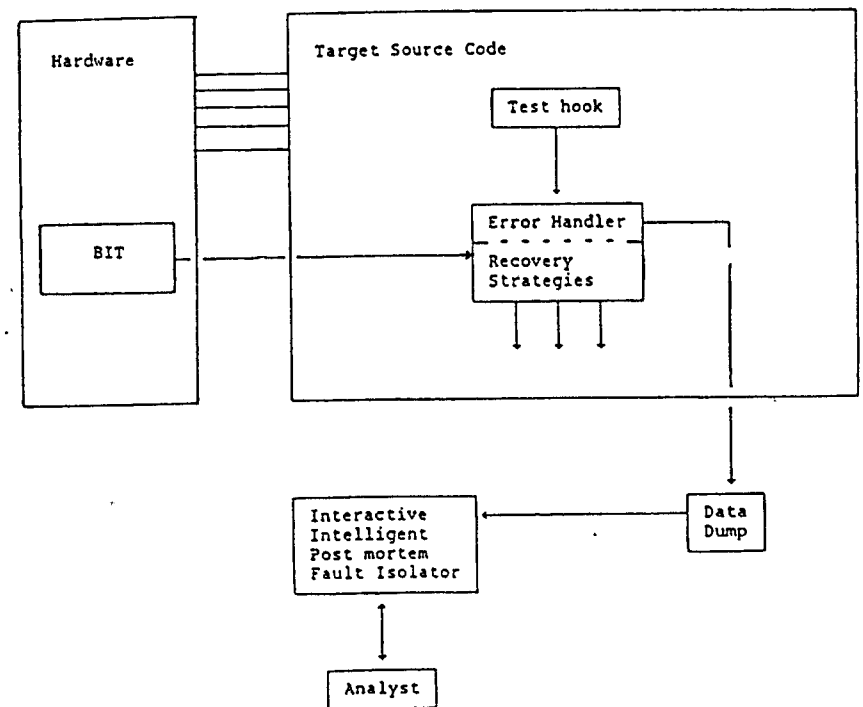 Hardware
Target Source Code
Test hook
Error Handler
BIT
Recovery
Strategies
Interactive
Intelligent
Post mortem
Fault Isolator
Data
Dump
Analyst